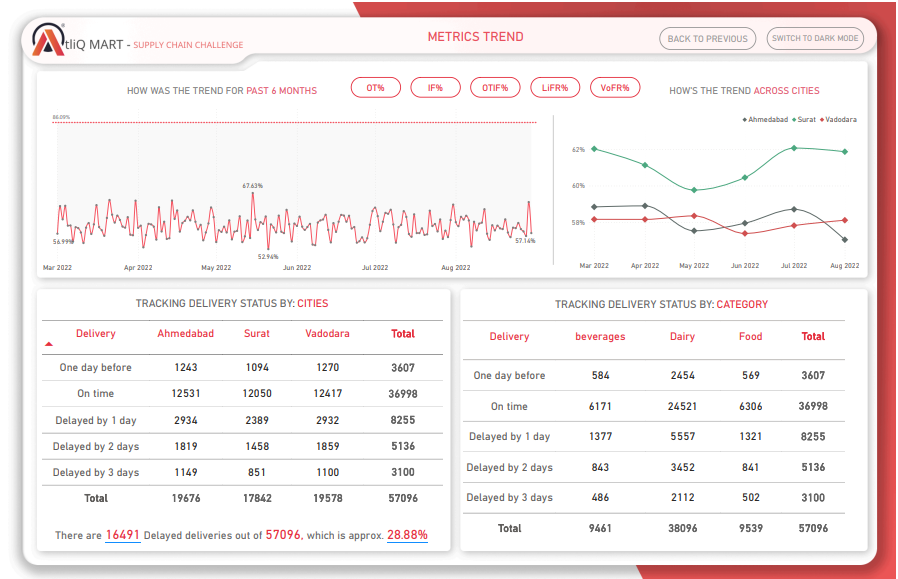 AtliQ MART - SUPPLY CHAIN CHALLENGE
METRICS TREND
BACK TO PREVIOUS
SWITCH TO DARK MODE
HOW WAS THE TREND FOR PAST 6 MONTHS
OT%
IF%
OTIF%
LiFR%
VoFR%
HOW'S THE TREND ACROSS CITIES
86.09%
67.63%
56.99%
52.94%
57.14%
Mar 2022 Apr 2022 May 2022 Jun 2022 Jul 2022 Aug 2022
Ahmedabad Surat Vadodara
62%
60%
58%
Mar 2022 Apr 2022 May 2022 Jun 2022 Jul 2022 Aug 2022
TRACKING DELIVERY STATUS BY: CITIES
Delivery Ahmedabad Surat Vadodara Total
One day before 1243 1094 1270 3607
On time 12531 12050 12417 36998
Delayed by 1 day 2934 2389 2932 8255
Delayed by 2 days 1819 1458 1859 5136
Delayed by 3 days 1149 851 1100 3100
Total 19676 17842 19578 57096
There are 16491 Delayed deliveries out of 57096, which is approx. 28.88%
TRACKING DELIVERY STATUS BY: CATEGORY
Delivery beverages Dairy Food Total
One day before 584 2454 569 3607
On time 6171 24521 6306 36998
Delayed by 1 day 1377 5557 1321 8255
Delayed by 2 days 843 3452 841 5136
Delayed by 3 days 486 2112 502 3100
Total 9461 38096 9539 57096